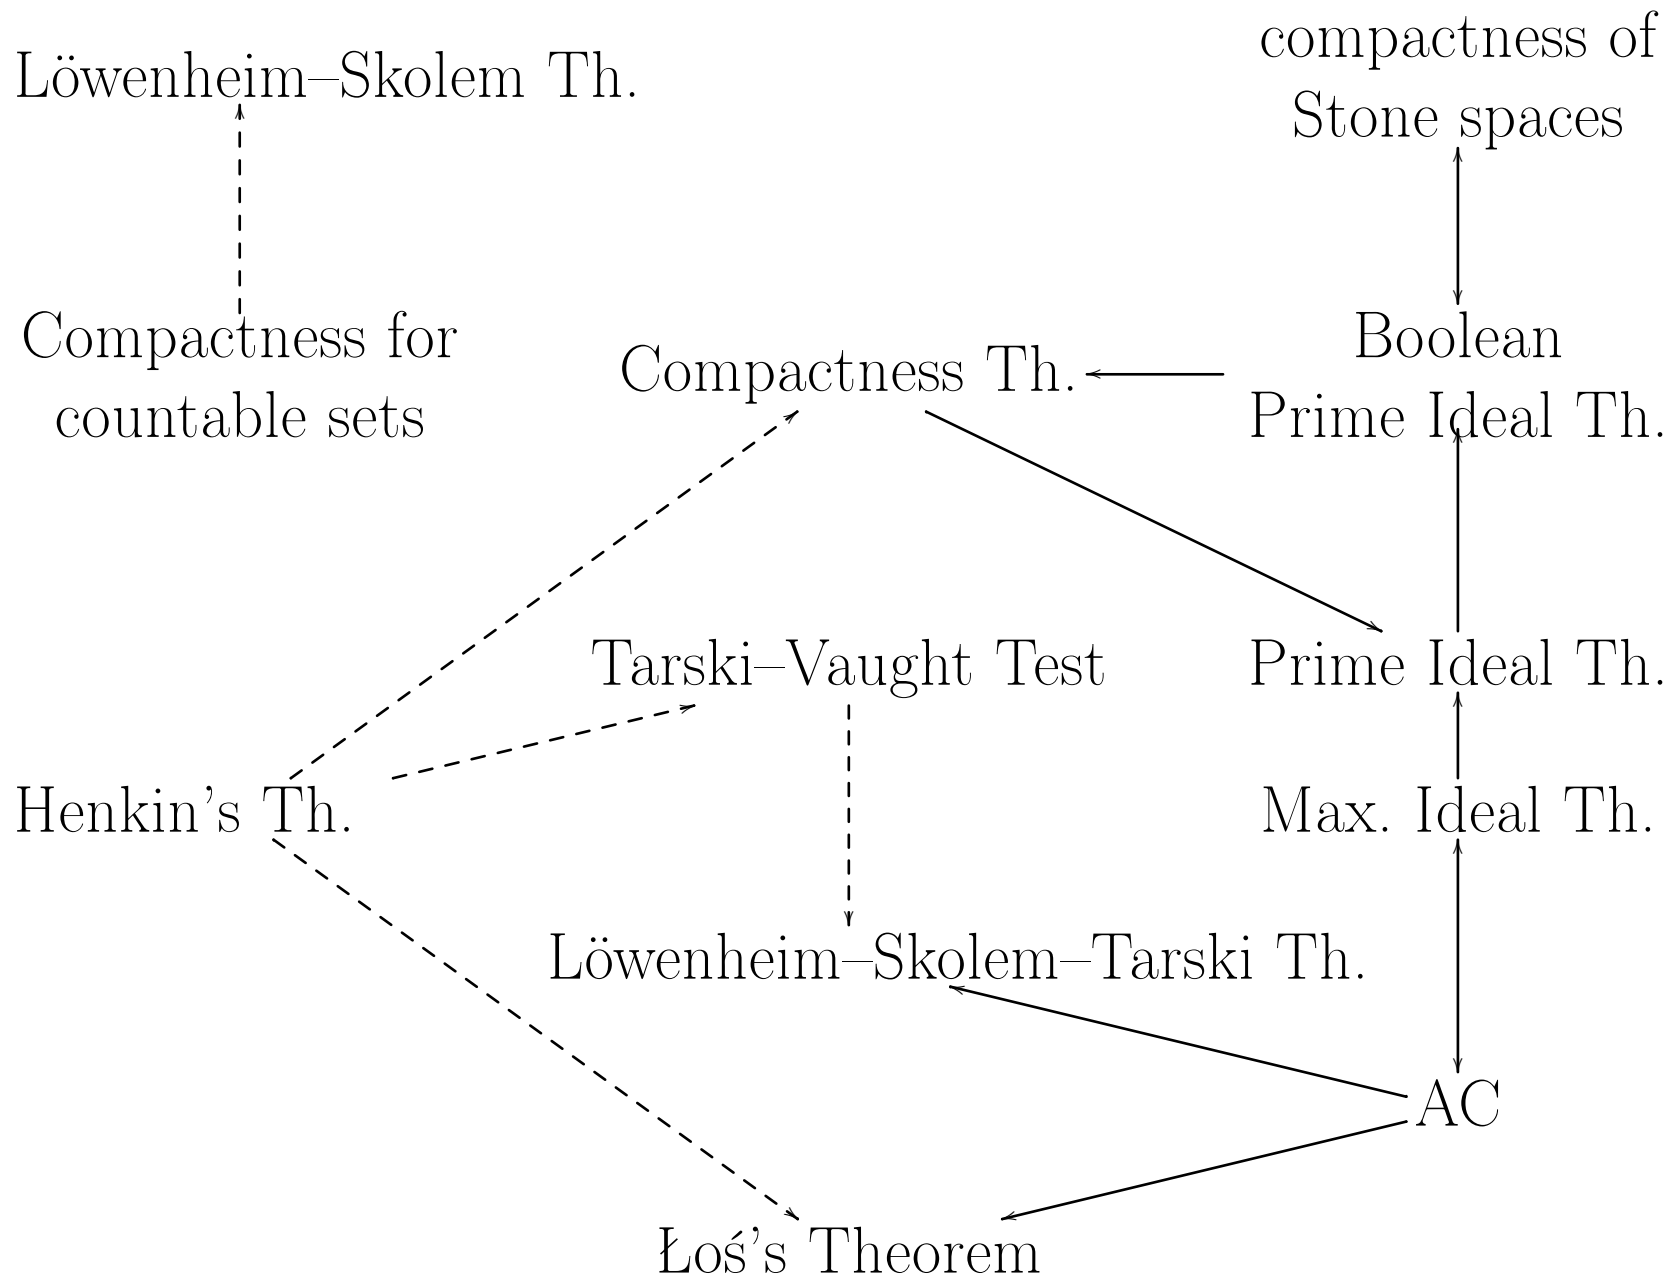 Löwenheim–Skolem Th.
compactness of
Stone spaces
Compactness for
countable sets
Compactness Th.
Boolean
Prime Ideal Th.
Tarski–Vaught Test
Prime Ideal Th.
Henkin's Th.
Max. Ideal Th.
Löwenheim–Skolem–Tarski Th.
AC
Łoś's Theorem